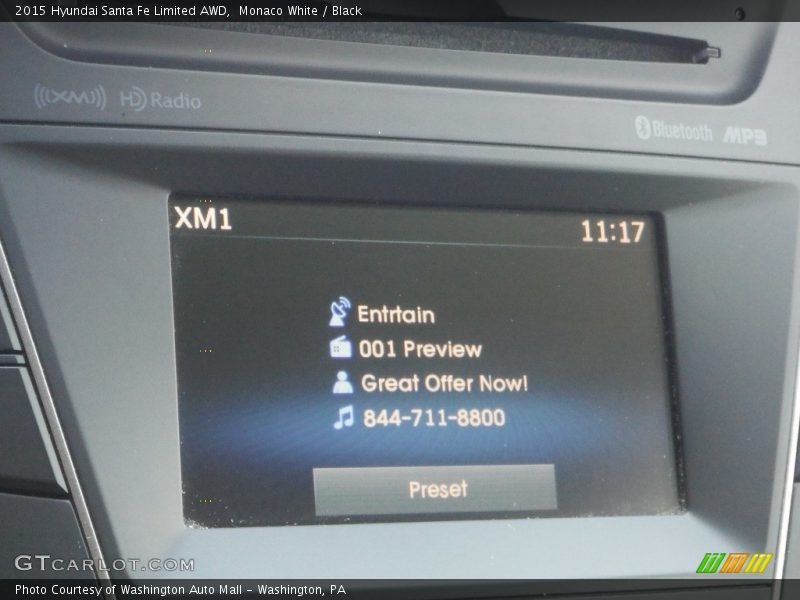 2015 Hyundai Santa Fe Limited AWD, Monaco White / Black
((XM)) HD Radio
Bluetooth MP3
XM1 11:17
Entrtain
001 Preview
Great Offer Now!
844-711-8800
Preset
GTCARLOT.COM
Photo Courtesy of Washington Auto Mall - Washington, PA